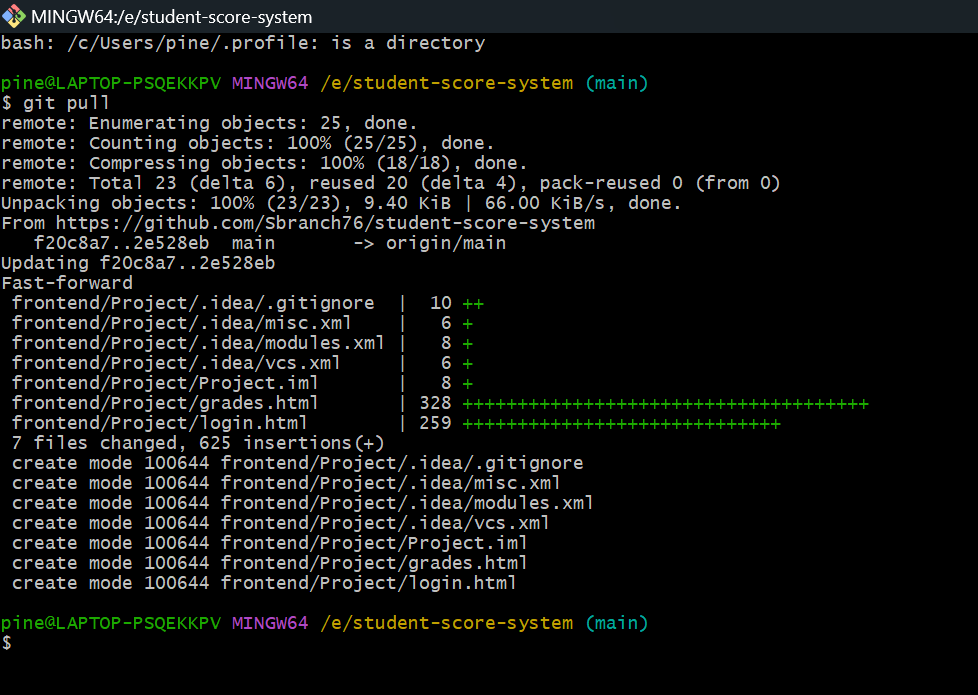 MINGW64:/e/student-score-system
bash: /c/Users/pine/.profile: is a directory
pine@LAPTOP-PSQEKKPV MINGW64 /e/student-score-system (main)
$ git pull
remote: Enumerating objects: 25, done.
remote: Counting objects: 100% (25/25), done.
remote: Compressing objects: 100% (18/18), done.
remote: Total 23 (delta 6), reused 20 (delta 4), pack-reused 0 (from 0)
Unpacking objects: 100% (23/23), 9.40 KiB | 66.00 KiB/s, done.
From https://github.com/Sbranch76/student-score-system
   f20c8a7..2e528eb  main       -> origin/main
Updating f20c8a7..2e528eb
Fast-forward
 frontend/Project/.idea/.gitignore  |  10 ++
 frontend/Project/.idea/misc.xml    |   6 +
 frontend/Project/.idea/modules.xml |   8 +
 frontend/Project/.idea/vcs.xml     |   6 +
 frontend/Project/Project.iml       |   8 +
 frontend/Project/grades.html       | 328 +++++++++++++++++++++++++++++++++++++
 frontend/Project/login.html        | 259 +++++++++++++++++++++++++++++
 7 files changed, 625 insertions(+)
 create mode 100644 frontend/Project/.idea/.gitignore
 create mode 100644 frontend/Project/.idea/misc.xml
 create mode 100644 frontend/Project/.idea/modules.xml
 create mode 100644 frontend/Project/.idea/vcs.xml
 create mode 100644 frontend/Project/Project.iml
 create mode 100644 frontend/Project/grades.html
 create mode 100644 frontend/Project/login.html
pine@LAPTOP-PSQEKKPV MINGW64 /e/student-score-system (main)
$